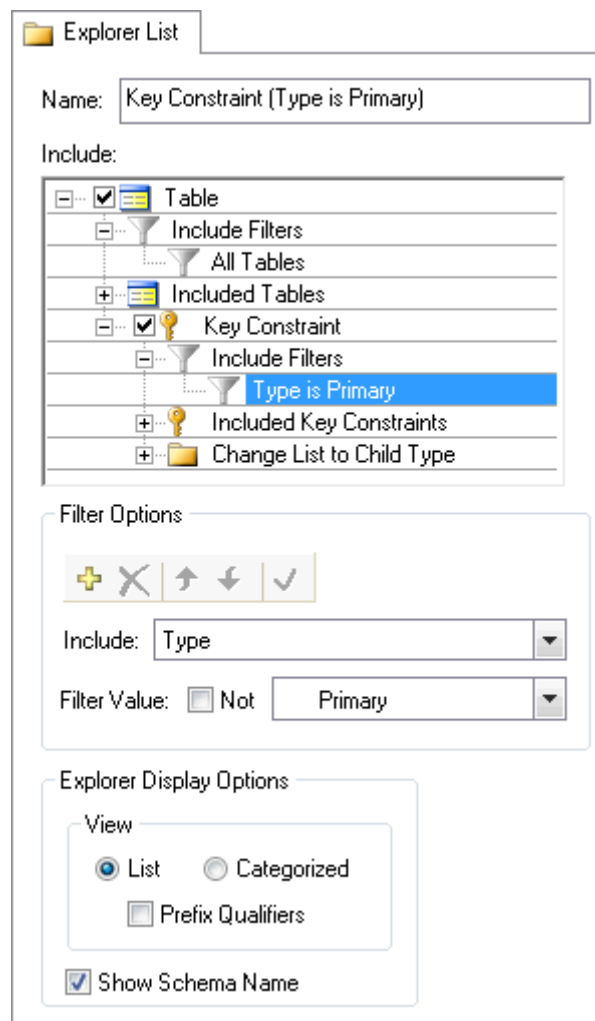 Explorer List
Name: Key Constraint (Type is Primary)
Include:
Table
Include Filters
All Tables
Included Tables
Key Constraint
Include Filters
Type is Primary
Included Key Constraints
Change List to Child Type
Filter Options
Include: Type
Filter Value: Not Primary
Explorer Display Options
View
List Categorized
Prefix Qualifiers
Show Schema Name